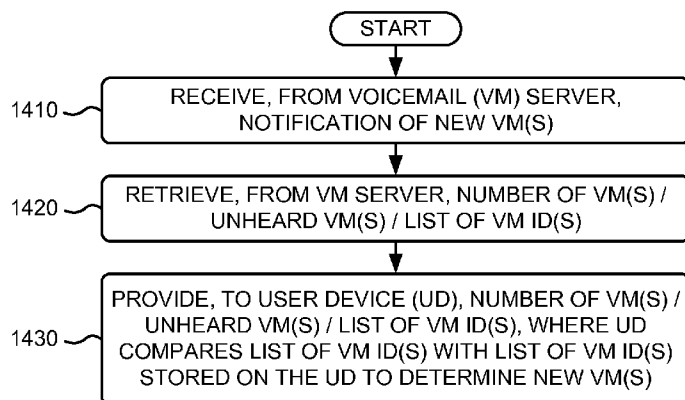 START
1410
RECEIVE, FROM VOICEMAIL (VM) SERVER,
NOTIFICATION OF NEW VM(S)
1420
RETRIEVE, FROM VM SERVER, NUMBER OF VM(S) /
UNHEARD VM(S) / LIST OF VM ID(S)
1430
PROVIDE, TO USER DEVICE (UD), NUMBER OF VM(S) /
UNHEARD VM(S) / LIST OF VM ID(S), WHERE UD
COMPARES LIST OF VM ID(S) WITH LIST OF VM ID(S)
STORED ON THE UD TO DETERMINE NEW VM(S)